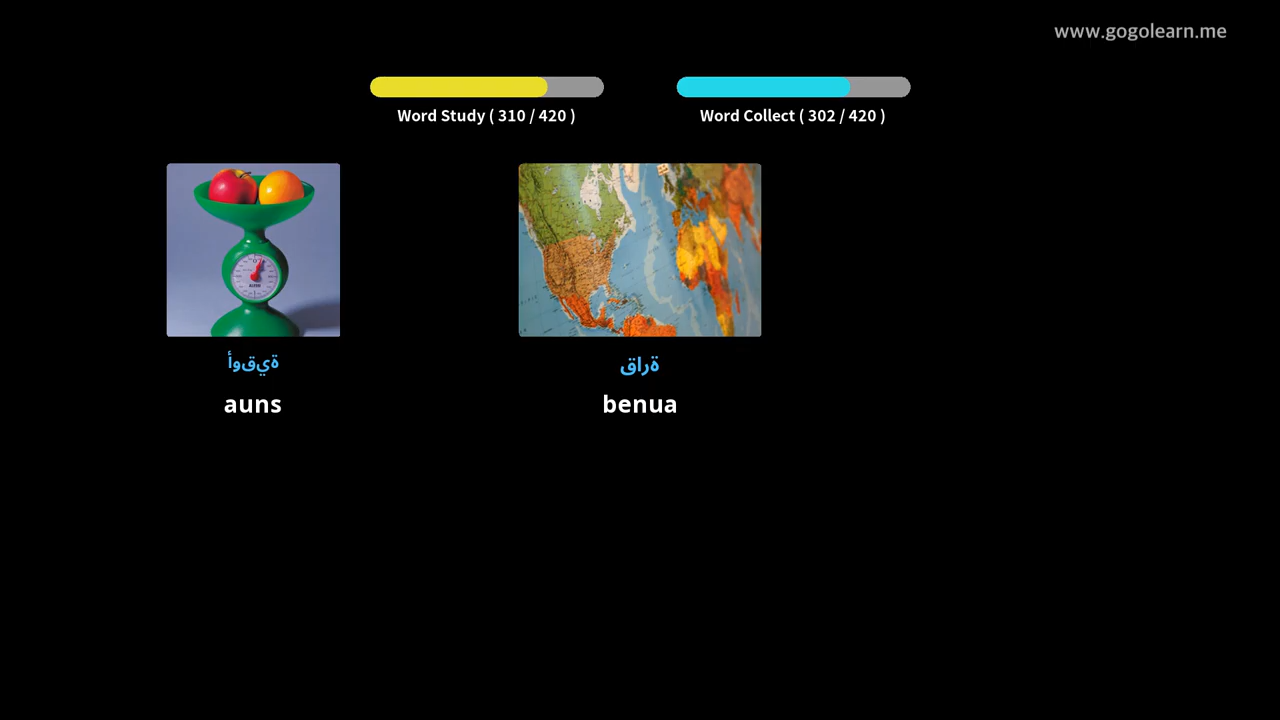 www.gogolearn.me
Word Study ( 310 / 420 )
Word Collect ( 302 / 420 )
أوقية
auns
قارة
benua